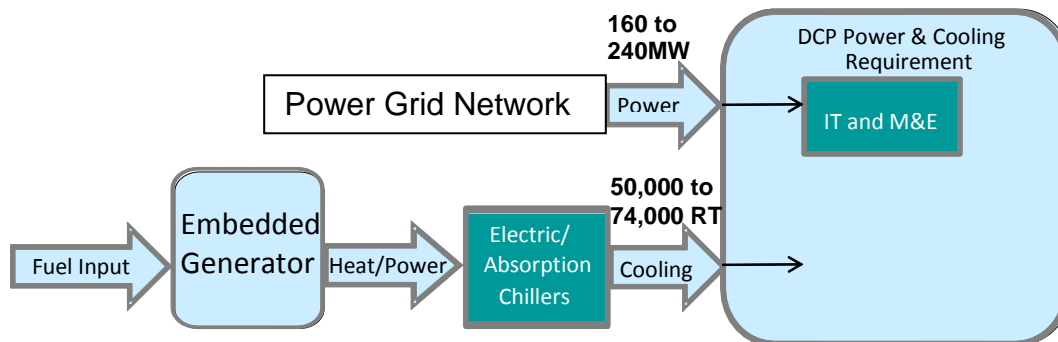 160 to
240MW
DCP Power & Cooling
Requirement
Power Grid Network
Power
IT and M&E
50,000 to
74,000 RT
Embedded
Generator
Electric/
Absorption
Chillers
Fuel Input
Heat/Power
Cooling